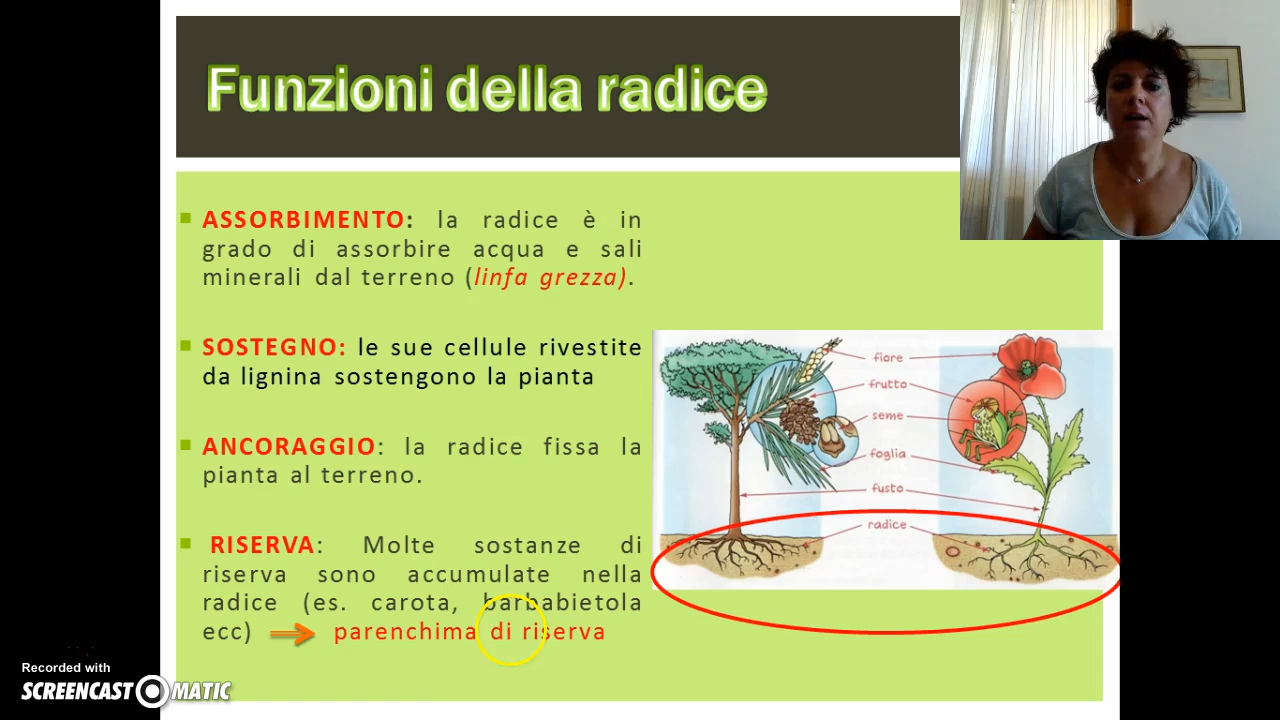 Funzioni della radice
ASSORBIMENTO: la radice è in
grado di assorbire acqua e sali
minerali dal terreno (linfa grezza).
SOSTEGNO: le sue cellule rivestite
da lignina sostengono la pianta
ANCORAGGIO: la radice fissa la
pianta al terreno.
RISERVA: Molte sostanze di
riserva sono accumulate nella
radice (es. carota, barbabietola
ecc) parenchima di riserva
fiore
frutto
seme
foglia
fusto
radice
Recorded with
SCREENCAST MATIC